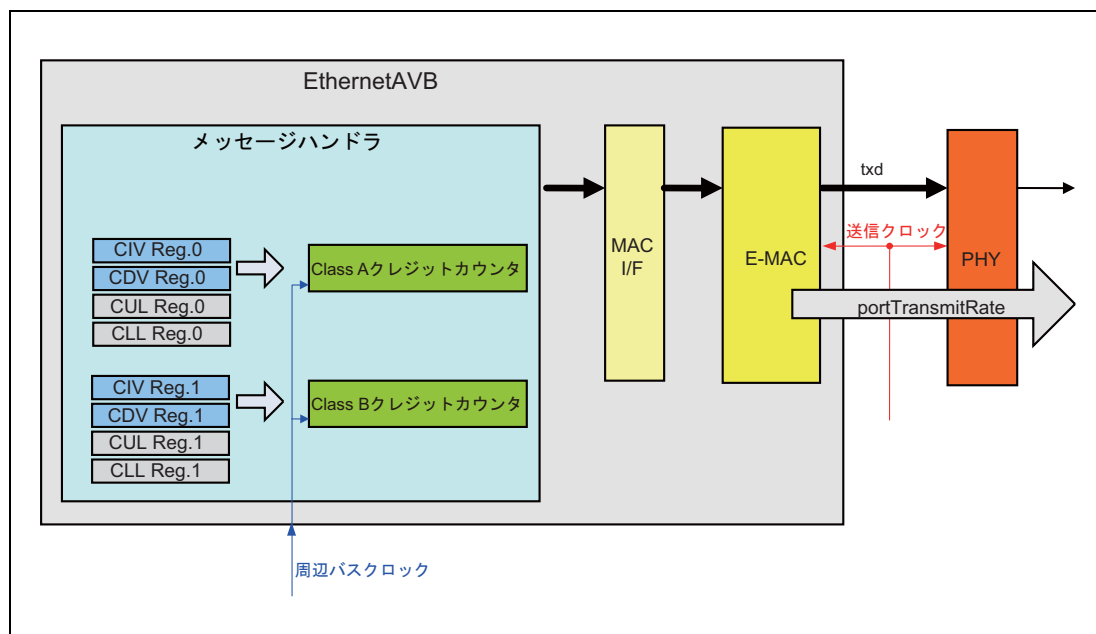 EthernetAVB
メッセージハンドラ
CIV Reg.0
CDV Reg.0
CUL Reg.0
CLL Reg.0
Class Aクレジットカウンタ
CIV Reg.1
CDV Reg.1
CUL Reg.1
CLL Reg.1
Class Bクレジットカウンタ
周辺バスクロック
MAC
I/F
E-MAC
txd
送信クロック
PHY
portTransmitRate